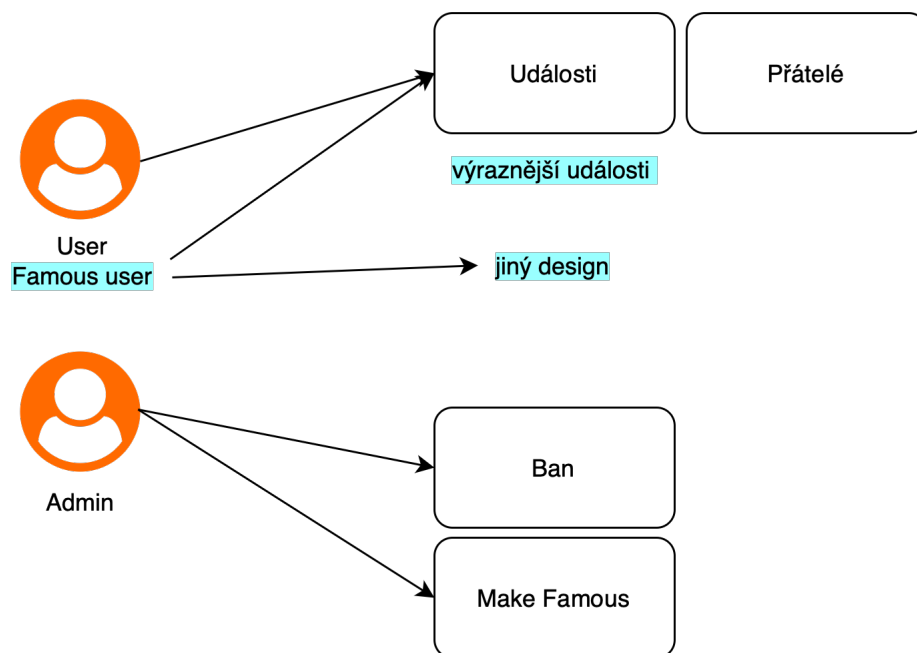 Události
Přátelé
výraznější události
User
Famous user
jiný design
Admin
Ban
Make Famous